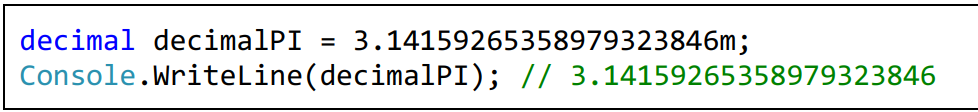 decimal decimalPI = 3.14159265358979323846m;
Console.WriteLine(decimalPI); // 3.14159265358979323846